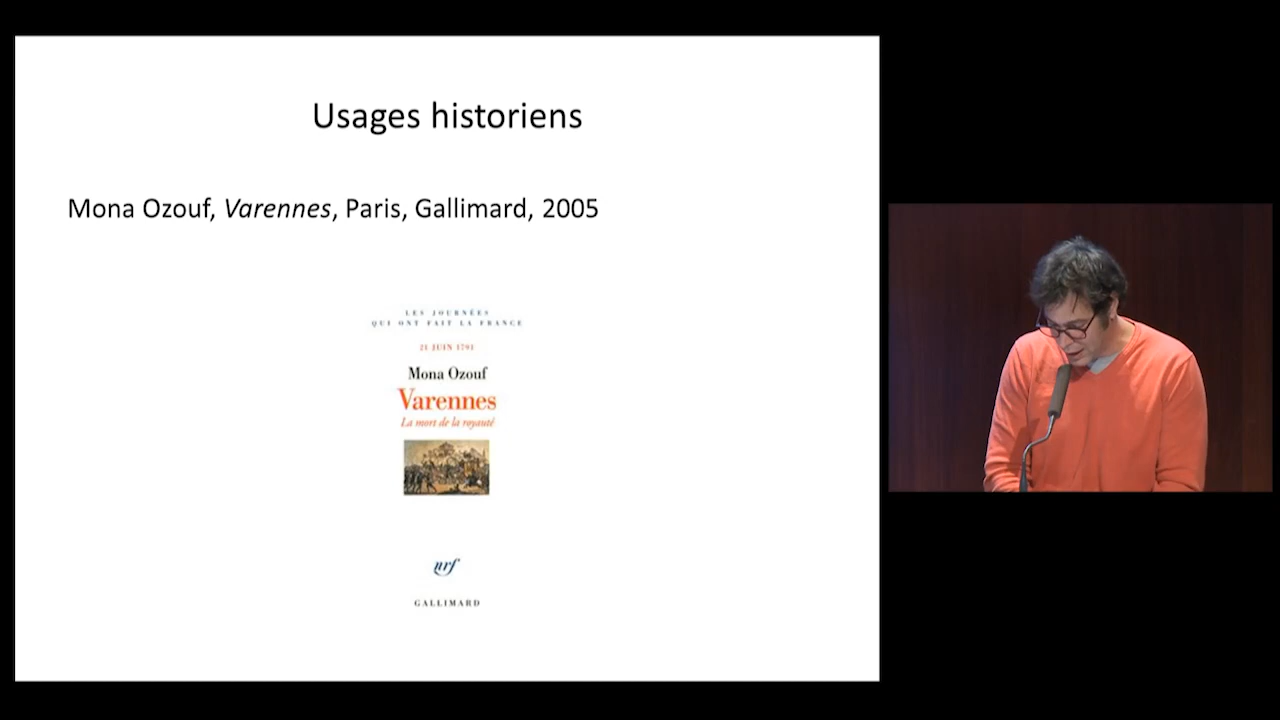 Usages historiens
Mona Ozouf, Varennes, Paris, Gallimard, 2005
LES JOURNÉES
QUI ONT FAIT LA FRANCE
21 JUIN 1791
Mona Ozouf
Varennes
La mort de la royauté
nrf
GALLIMARD